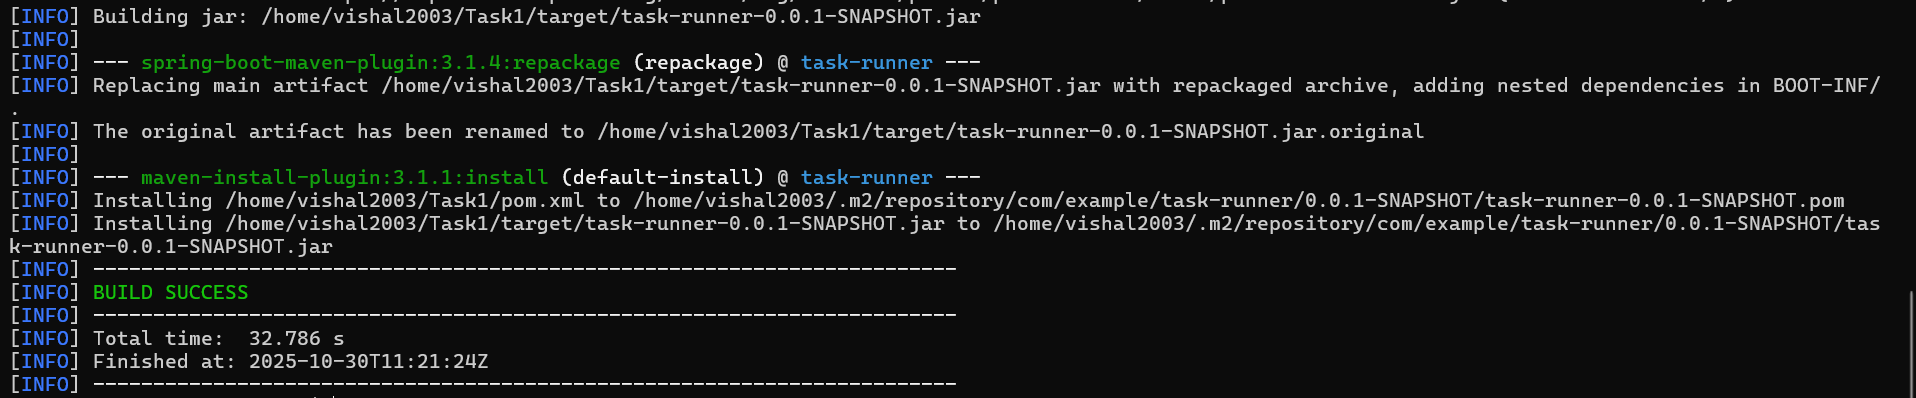 [INFO] Building jar: /home/vishal2003/Task1/target/task-runner-0.0.1-SNAPSHOT.jar
[INFO]
[INFO] --- spring-boot-maven-plugin:3.1.4:repackage (repackage) @ task-runner ---
[INFO] Replacing main artifact /home/vishal2003/Task1/target/task-runner-0.0.1-SNAPSHOT.jar with repackaged archive, adding nested dependencies in BOOT-INF/
.
[INFO] The original artifact has been renamed to /home/vishal2003/Task1/target/task-runner-0.0.1-SNAPSHOT.jar.original
[INFO]
[INFO] --- maven-install-plugin:3.1.1:install (default-install) @ task-runner ---
[INFO] Installing /home/vishal2003/Task1/pom.xml to /home/vishal2003/.m2/repository/com/example/task-runner/0.0.1-SNAPSHOT/task-runner-0.0.1-SNAPSHOT.pom
[INFO] Installing /home/vishal2003/Task1/target/task-runner-0.0.1-SNAPSHOT.jar to /home/vishal2003/.m2/repository/com/example/task-runner/0.0.1-SNAPSHOT/tas
k-runner-0.0.1-SNAPSHOT.jar
[INFO] ------------------------------------------------------------------------
[INFO] BUILD SUCCESS
[INFO] ------------------------------------------------------------------------
[INFO] Total time:  32.786 s
[INFO] Finished at: 2025-10-30T11:21:24Z
[INFO] ------------------------------------------------------------------------